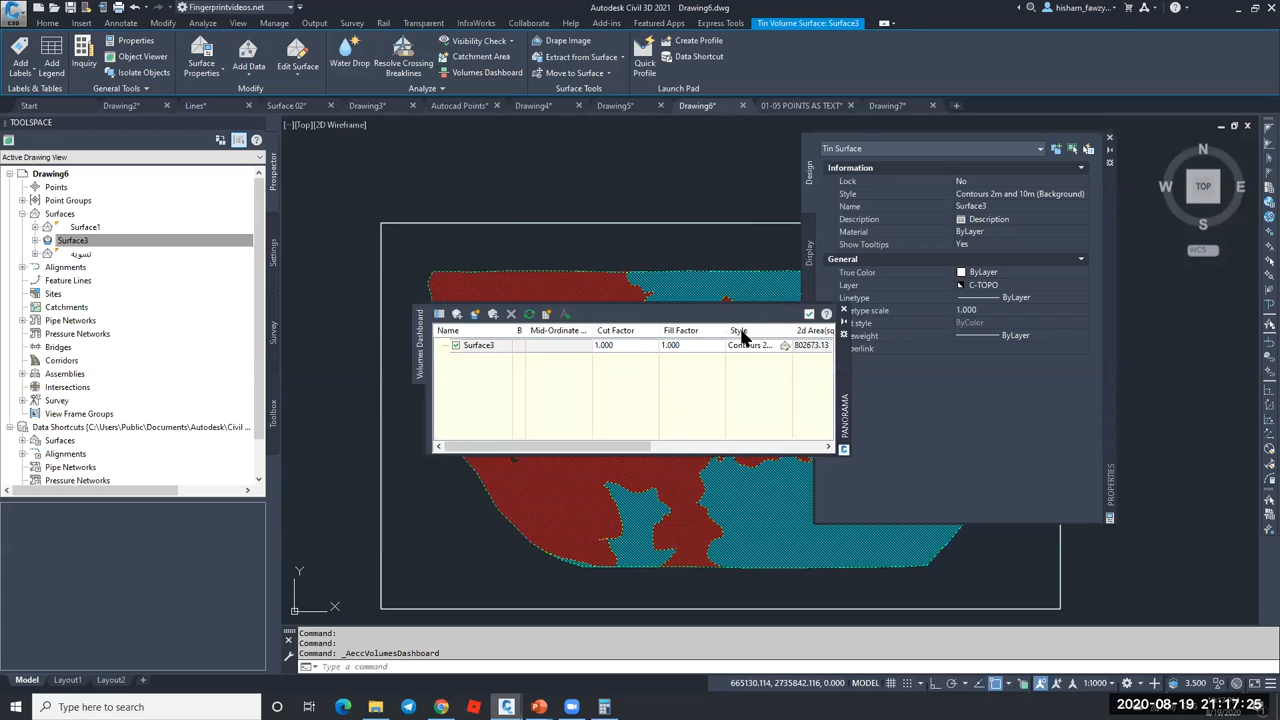 Fingerprintvideos.net
Autodesk Civil 3D 2021 Drawing6.dwg
hisham_fawzy...
Home Insert Annotate Modify Analyze View Manage Output Survey Rail Transparent InfraWorks Collaborate Help Add-ins Featured Apps Express Tools Tin Volume Surface: Surface3
Add Labels Add Legend Inquiry Properties Object Viewer Isolate Objects Surface Properties Add Data Edit Surface Water Drop Resolve Crossing Breaklines Visibility Check Catchment Area Volumes Dashboard Drape Image Extract from Surface Move to Surface Quick Profile Create Profile Data Shortcut
Labels & Tables General Tools Modify Analyze Surface Tools Launch Pad
Start Drawing2* Lines* Surface 02* Drawing3* Autocad Points* Drawing4* Drawing5* Drawing6* 01-05 POINTS AS TEXT* Drawing7*
TOOLSPACE
Active Drawing View
Drawing6
Points
Point Groups
Surfaces
Surface1
Surface3
تسويه
Alignments
Feature Lines
Sites
Catchments
Pipe Networks
Pressure Networks
Bridges
Corridors
Assemblies
Intersections
Survey
View Frame Groups
Data Shortcuts [C:\Users\Public\Documents\Autodesk\Civil ...
Surfaces
Alignments
Pipe Networks
Pressure Networks
Prospector
Settings
Survey
Toolbox
[−][Top][2D Wireframe]
Volumes Dashboard
Name B Mid-Ordinate ... Cut Factor Fill Factor Style 2d Area(sq
Surface3 1.000 1.000 Contours 2... 802673.13
PANORAMA
Tin Surface
Information
Lock No
Style Contours 2m and 10m (Background)
Name Surface3
Description Description
Material ByLayer
Show Tooltips Yes
General
True Color ByLayer
Layer C-TOPO
Linetype ByLayer
type scale 1.000
t style ByColor
eweight ByLayer
erlink
Design
Display
PROPERTIES
N
W TOP E
S
WCS
Y
X
Command:
Command:
Command: _AeccVolumesDashboard
Type a command
Model Layout1 Layout2
665130.114, 2735842.116, 0.000 MODEL 1:1000 3.500
Type here to search
2020-08-19 21:17:25